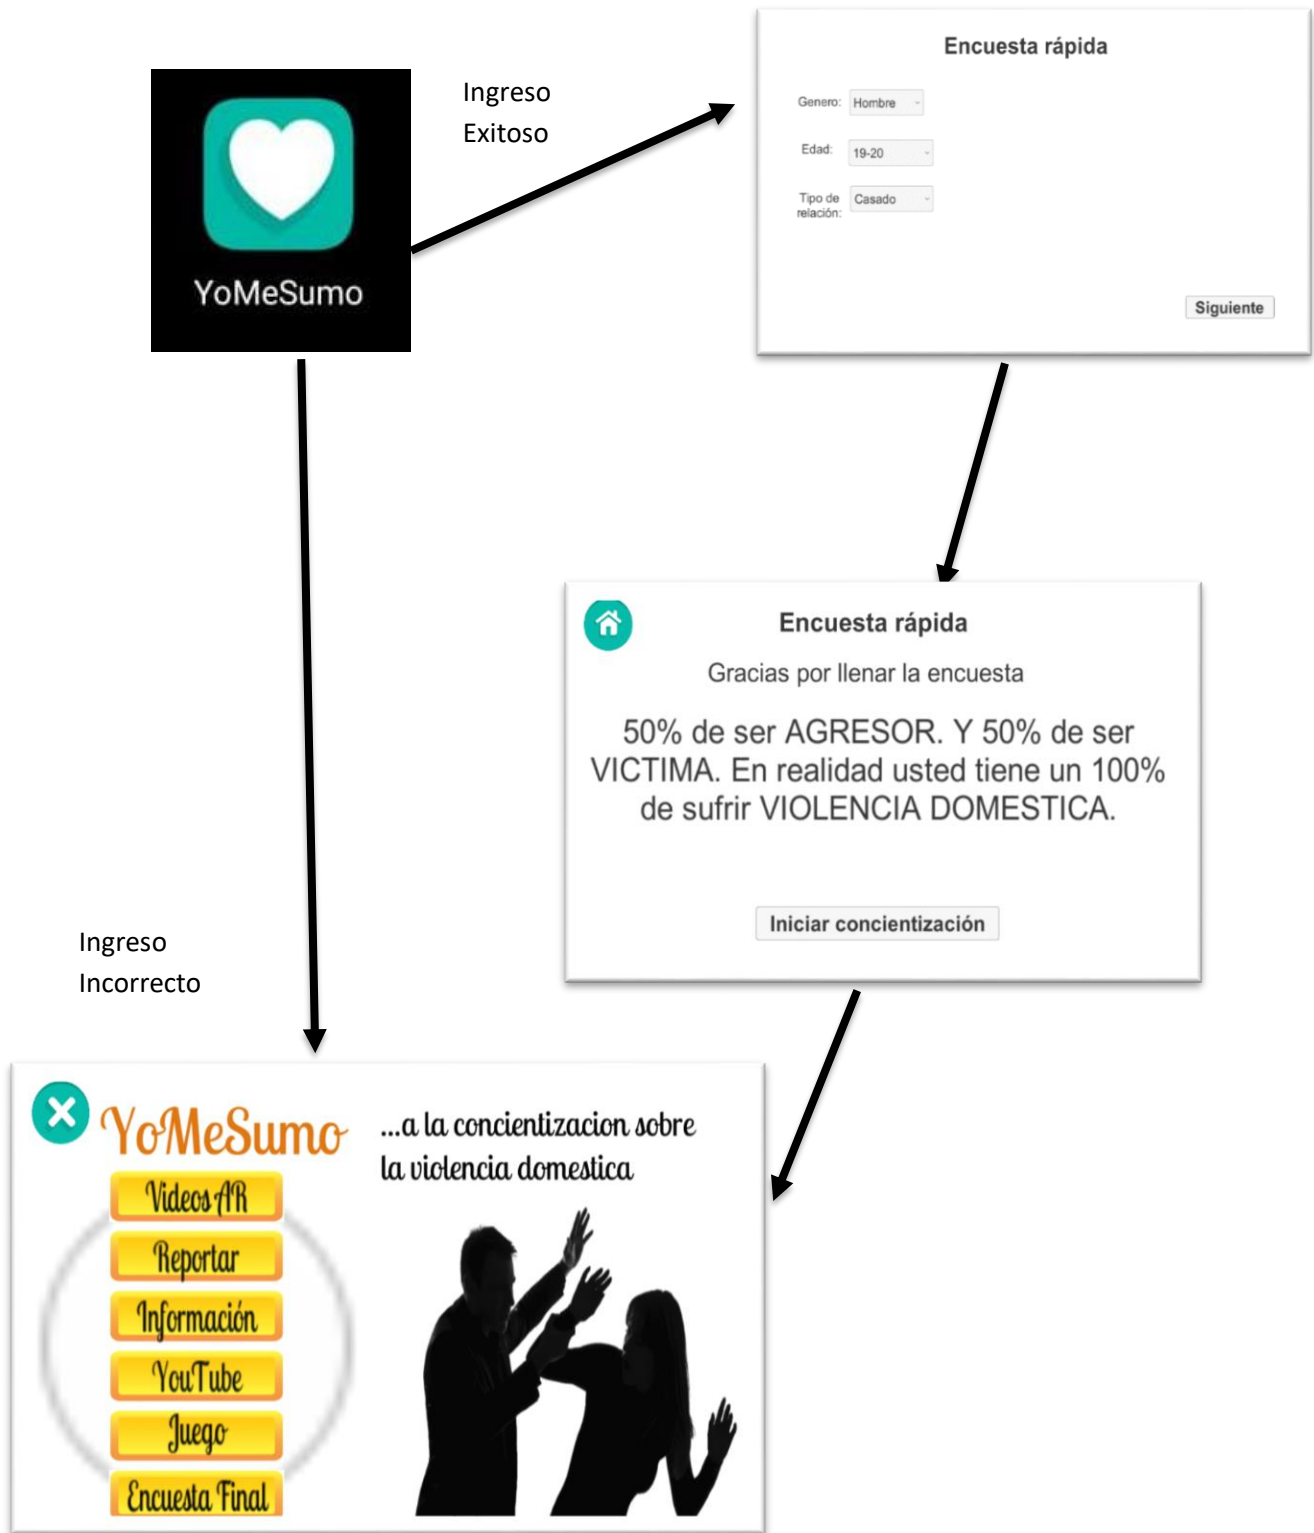 YoMeSumo
Ingreso
Exitoso
Encuesta rápida
Genero: Hombre
Edad: 19-20
Tipo de
relación: Casado
Siguiente
Encuesta rápida
Gracias por llenar la encuesta
50% de ser AGRESOR. Y 50% de ser
VICTIMA. En realidad usted tiene un 100%
de sufrir VIOLENCIA DOMESTICA.
Iniciar concientización
Ingreso
Incorrecto
YoMeSumo
...a la concientizacion sobre
la violencia domestica
Videos AR
Reportar
Información
YouTube
Juego
Encuesta Final